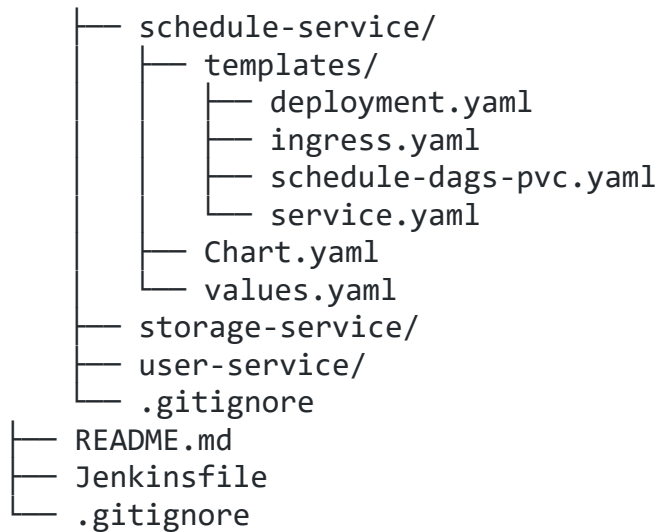 ├── schedule-service/
│   ├── templates/
│   │   ├── deployment.yaml
│   │   ├── ingress.yaml
│   │   ├── schedule-dags-pvc.yaml
│   │   └── service.yaml
│   ├── Chart.yaml
│   └── values.yaml
├── storage-service/
├── user-service/
└── .gitignore
├── README.md
├── Jenkinsfile
└── .gitignore